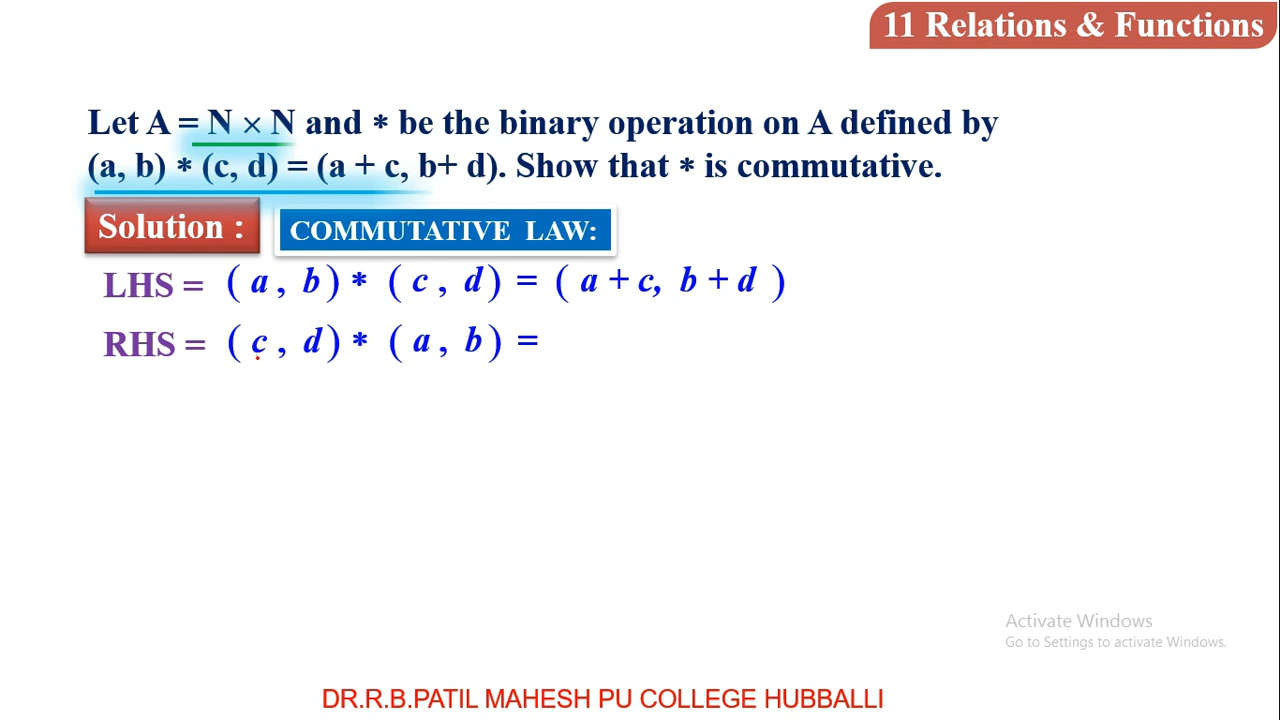 11 Relations & Functions
Let A = N × N and * be the binary operation on A defined by
(a, b) * (c, d) = (a + c, b+ d). Show that * is commutative.
Solution :
COMMUTATIVE LAW:
LHS = ( a , b ) * ( c , d ) = ( a + c, b + d )
RHS = ( c , d ) * ( a , b ) =
Activate Windows
Go to Settings to activate Windows.
DR.R.B.PATIL MAHESH PU COLLEGE HUBBALLI